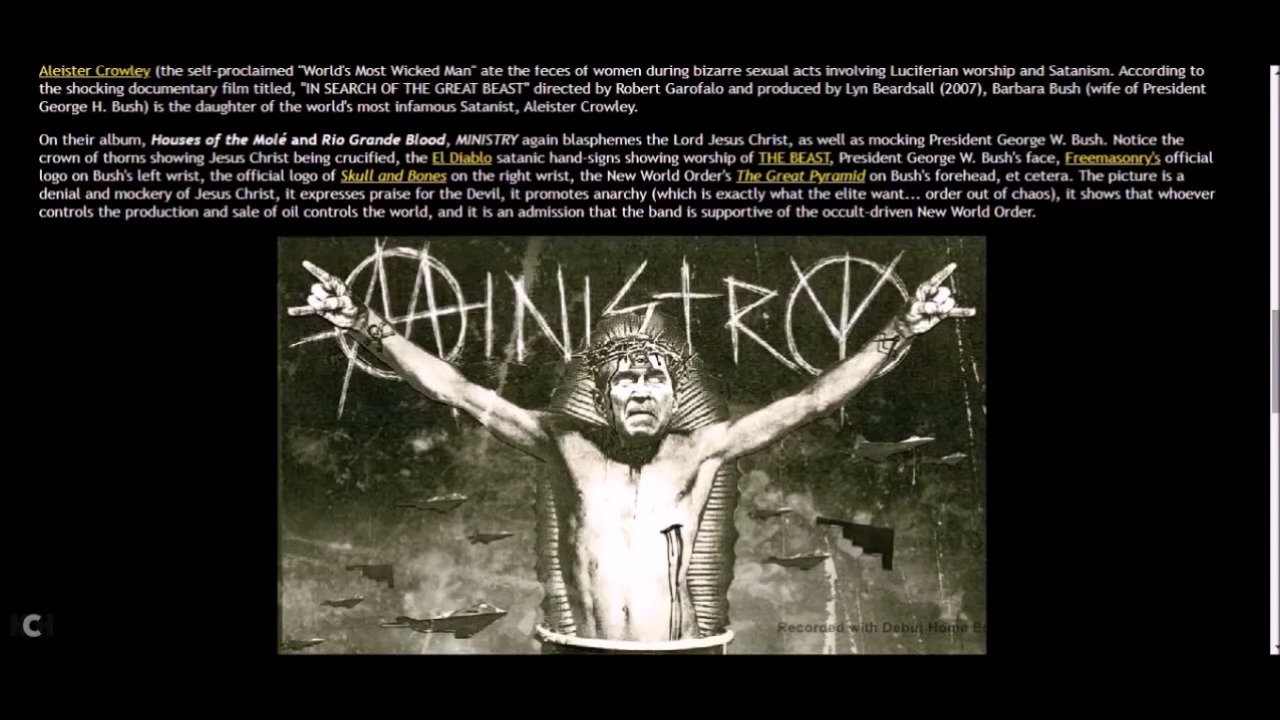 Aleister Crowley (the self-proclaimed "World's Most Wicked Man" ate the feces of women during bizarre sexual acts involving Luciferian worship and Satanism. According to
the shocking documentary film titled, "IN SEARCH OF THE GREAT BEAST" directed by Robert Garofalo and produced by Lyn Beardsall (2007), Barbara Bush (wife of President
George H. Bush) is the daughter of the world's most infamous Satanist, Aleister Crowley.
On their album, Houses of the Molé and Rio Grande Blood, MINISTRY again blasphemes the Lord Jesus Christ, as well as mocking President George W. Bush. Notice the
crown of thorns showing Jesus Christ being crucified, the El Diablo satanic hand-signs showing worship of THE BEAST, President George W. Bush's face, Freemasonry's official
logo on Bush's left wrist, the official logo of Skull and Bones on the right wrist, the New World Order's The Great Pyramid on Bush's forehead, et cetera. The picture is a
denial and mockery of Jesus Christ, it expresses praise for the Devil, it promotes anarchy (which is exactly what the elite want... order out of chaos), it shows that whoever
controls the production and sale of oil controls the world, and it is an admission that the band is supportive of the occult-driven New World Order.
MINISTRY
Recorded with Debut Home E